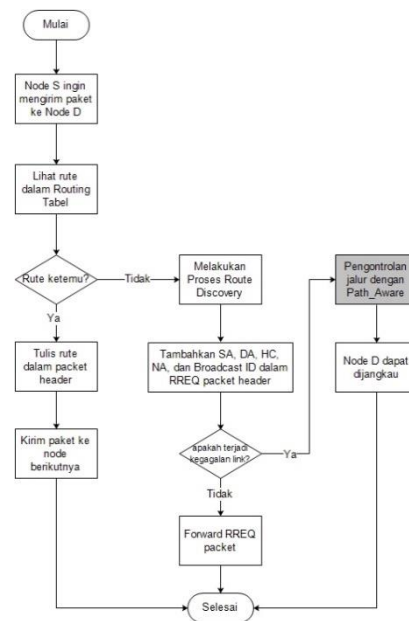 Mulai
Node S ingin
mengirim paket
ke Node D
Lihat rute
dalam Routing
Tabel
Rute ketemu?
Tidak
Ya
Tulis rute
dalam packet
header
Kirim paket ke
node
berikutnya
Melakukan
Proses Route
Discovery
Tambahkan SA, DA, HC,
NA, dan Broadcast ID dalam
RREQ packet header
apakah terjadi
kegagalan link?
Ya
Tidak
Forward RREQ
packet
Pengontrolan
jalur dengan
Path_Aware
Node D dapat
dijangkau
Selesai